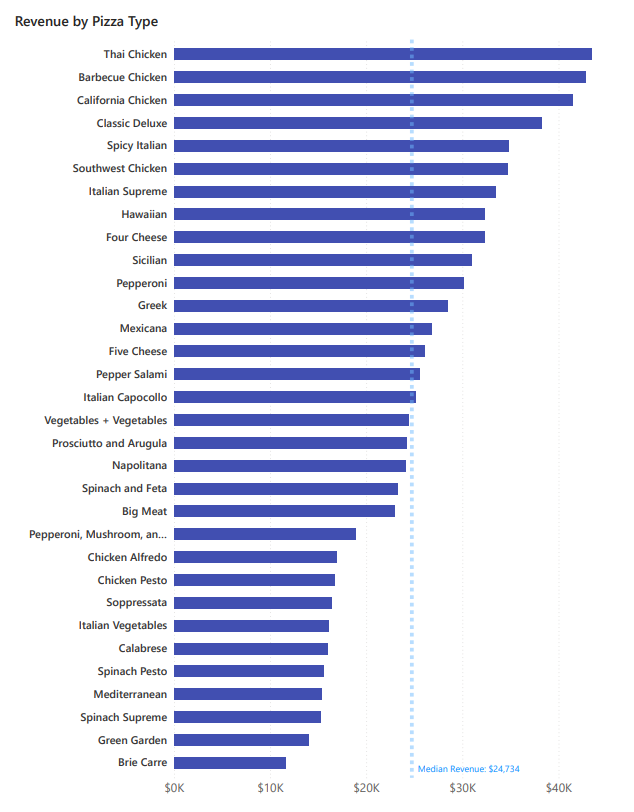 Revenue by Pizza Type
Thai Chicken
Barbecue Chicken
California Chicken
Classic Deluxe
Spicy Italian
Southwest Chicken
Italian Supreme
Hawaiian
Four Cheese
Sicilian
Pepperoni
Greek
Mexicana
Five Cheese
Pepper Salami
Italian Capocollo
Vegetables + Vegetables
Prosciutto and Arugula
Napolitana
Spinach and Feta
Big Meat
Pepperoni, Mushroom, an...
Chicken Alfredo
Chicken Pesto
Soppressata
Italian Vegetables
Calabrese
Spinach Pesto
Mediterranean
Spinach Supreme
Green Garden
Brie Carre
Median Revenue: $24,734
$0K $10K $20K $30K $40K